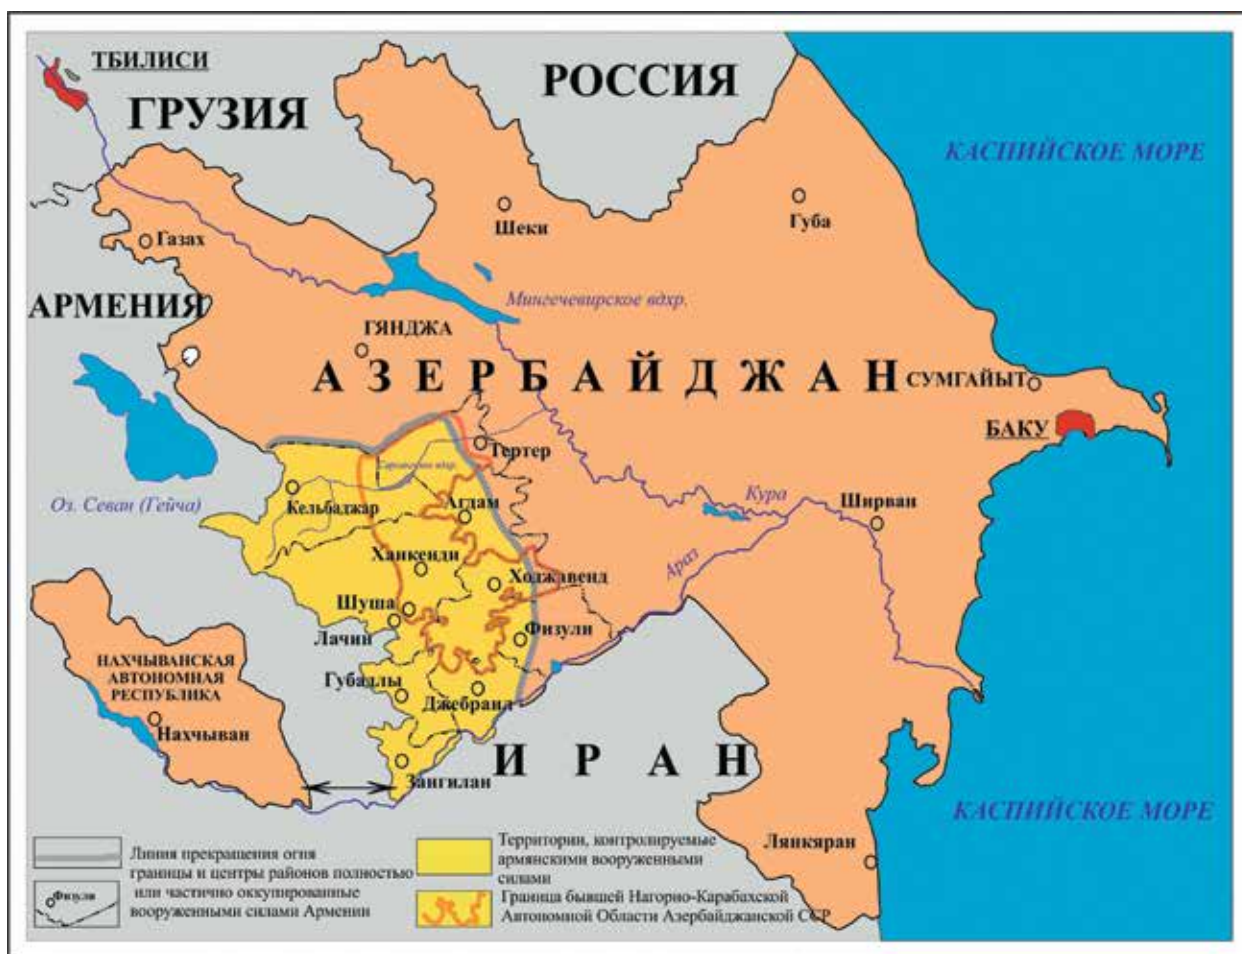 ТБИЛИСИ
ГРУЗИЯ
РОССИЯ
КАСПИЙСКОЕ МОРЕ
Шеки
Губа
Газах
АРМЕНИЯ
Мингечевирское вдхр.
ГЯНДЖА
АЗЕРБАЙДЖАН
СУМГАЙЫТ
БАКУ
Тертер
вдхр.
Оз. Севан (Гейча)
Кельбаджар
Агдам
Кура
Ширван
Ханкенди
Араз
Ходжавенд
Шуша
Лачин
Физули
НАХЧЫВАНСКАЯ
АВТОНОМНАЯ
РЕСПУБЛИКА
Губадлы
Джебраил
Нахчыван
ИРАН
Зангилан
КАСПИЙСКОЕ МОРЕ
Лянкяран
Линия прекращения огня
границы и центры районов полностью
или частично оккупированные
вооруженными силами Армении
Физули
Территории, контролируемые
армянскими вооруженными
силами
Граница бывшей Нагорно-Карабахской
Автономной Области Азербайджанской ССР